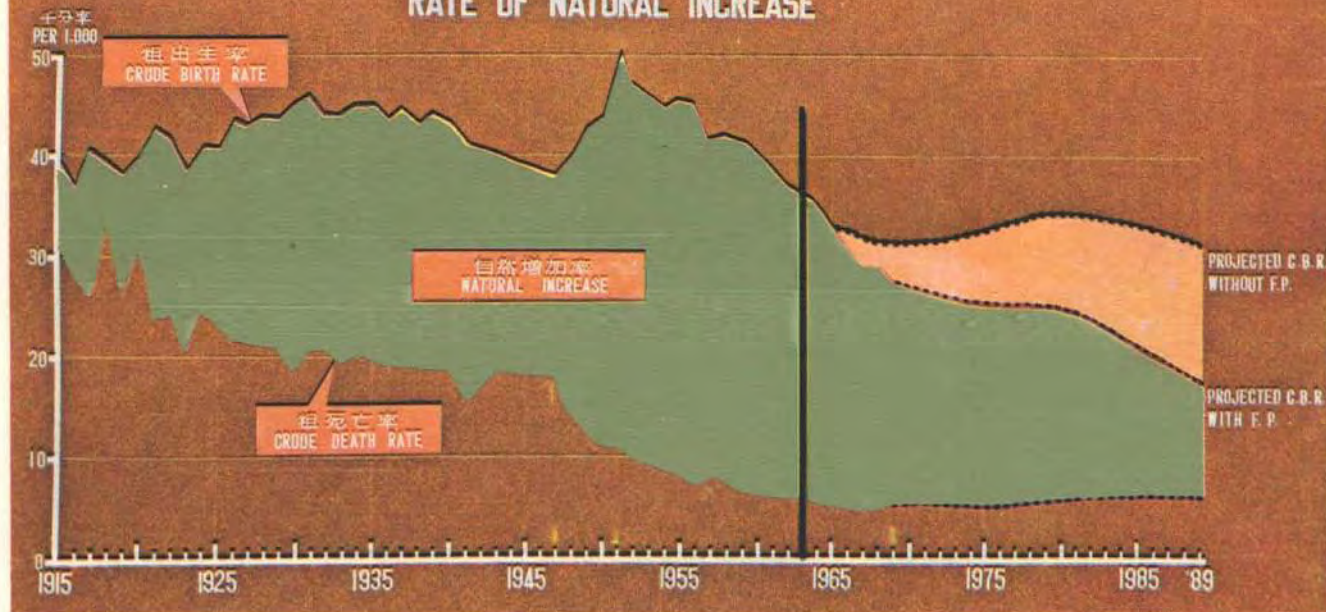 RATE OF NATURAL INCREASE
千分率
PER 1.000
50
粗出生率
CRUDE BIRTH RATE
40
30
自然增加率
NATURAL INCREASE
PROJECTED C.B.R.
WITHOUT F.P.
20
粗死亡率
CRUDE DEATH RATE
PROJECTED C.B.R.
WITH F.P.
10
0
1915 1925 1935 1945 1955 1965 1975 1985 '89